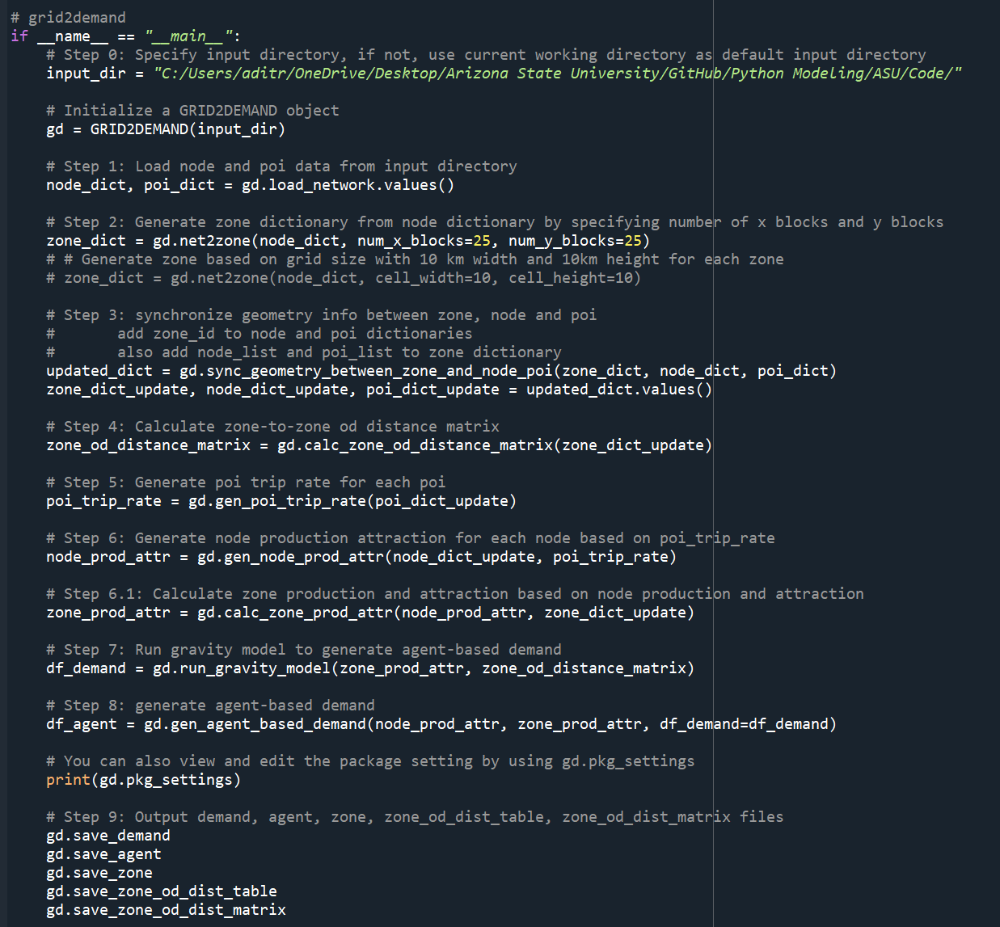 # grid2demand
if __name__ == "__main__":
    # Step 0: Specify input directory, if not, use current working directory as default input directory
    input_dir = "C:/Users/aditr/OneDrive/Desktop/Arizona State University/GitHub/Python Modeling/ASU/Code/"

    # Initialize a GRID2DEMAND object
    gd = GRID2DEMAND(input_dir)

    # Step 1: Load node and poi data from input directory
    node_dict, poi_dict = gd.load_network.values()

    # Step 2: Generate zone dictionary from node dictionary by specifying number of x blocks and y blocks
    zone_dict = gd.net2zone(node_dict, num_x_blocks=25, num_y_blocks=25)
    # # Generate zone based on grid size with 10 km width and 10km height for each zone
    # zone_dict = gd.net2zone(node_dict, cell_width=10, cell_height=10)

    # Step 3: synchronize geometry info between zone, node and poi
    #       add zone_id to node and poi dictionaries
    #       also add node_list and poi_list to zone dictionary
    updated_dict = gd.sync_geometry_between_zone_and_node_poi(zone_dict, node_dict, poi_dict)
    zone_dict_update, node_dict_update, poi_dict_update = updated_dict.values()

    # Step 4: Calculate zone-to-zone od distance matrix
    zone_od_distance_matrix = gd.calc_zone_od_distance_matrix(zone_dict_update)

    # Step 5: Generate poi trip rate for each poi
    poi_trip_rate = gd.gen_poi_trip_rate(poi_dict_update)

    # Step 6: Generate node production attraction for each node based on poi_trip_rate
    node_prod_attr = gd.gen_node_prod_attr(node_dict_update, poi_trip_rate)

    # Step 6.1: Calculate zone production and attraction based on node production and attraction
    zone_prod_attr = gd.calc_zone_prod_attr(node_prod_attr, zone_dict_update)

    # Step 7: Run gravity model to generate agent-based demand
    df_demand = gd.run_gravity_model(zone_prod_attr, zone_od_distance_matrix)

    # Step 8: generate agent-based demand
    df_agent = gd.gen_agent_based_demand(node_prod_attr, zone_prod_attr, df_demand=df_demand)

    # You can also view and edit the package setting by using gd.pkg_settings
    print(gd.pkg_settings)

    # Step 9: Output demand, agent, zone, zone_od_dist_table, zone_od_dist_matrix files
    gd.save_demand
    gd.save_agent
    gd.save_zone
    gd.save_zone_od_dist_table
    gd.save_zone_od_dist_matrix